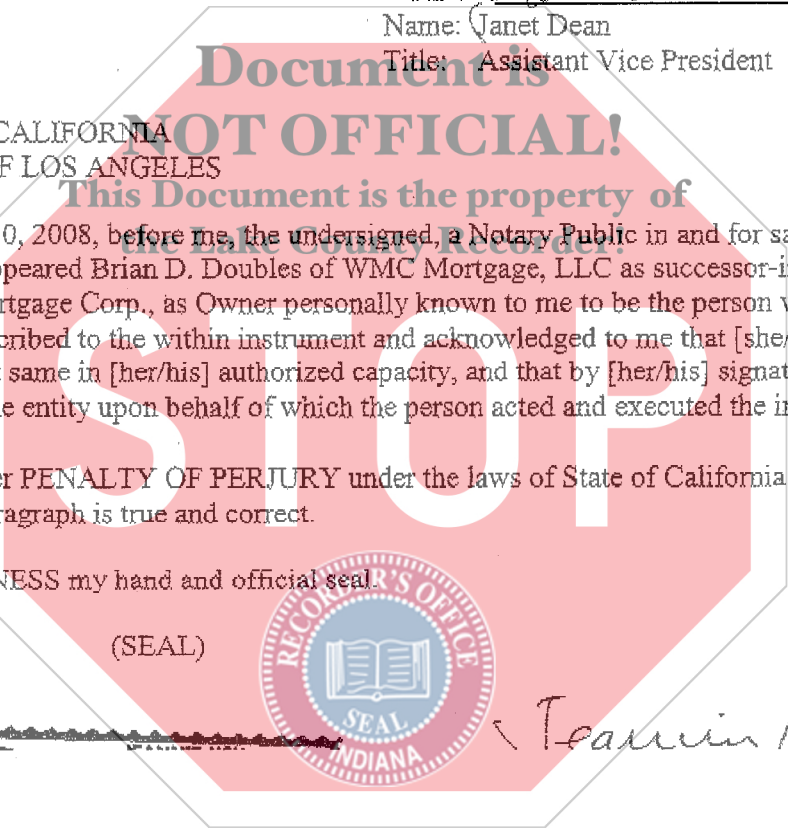 Name: Janet Dean
Title: Assistant Vice President
Document is
NOT OFFICIAL!
This Document is the property of
the Lake County Recorder!
CALIFORNIA
F LOS ANGELES
0, 2008, before me, the undersigned, a Notary Public in and for sa
peared Brian D. Doubles of WMC Mortgage, LLC as successor-i
rtgage Corp., as Owner personally known to me to be the person
cribed to the within instrument and acknowledged to me that [she/
same in [her/his] authorized capacity, and that by [her/his] signat
e entity upon behalf of which the person acted and executed the i
STOP
er PENALTY OF PERJURY under the laws of State of California
ragraph is true and correct.
NESS my hand and official seal.
(SEAL)
RECORDER'S OFFICE
SEAL
INDIANA